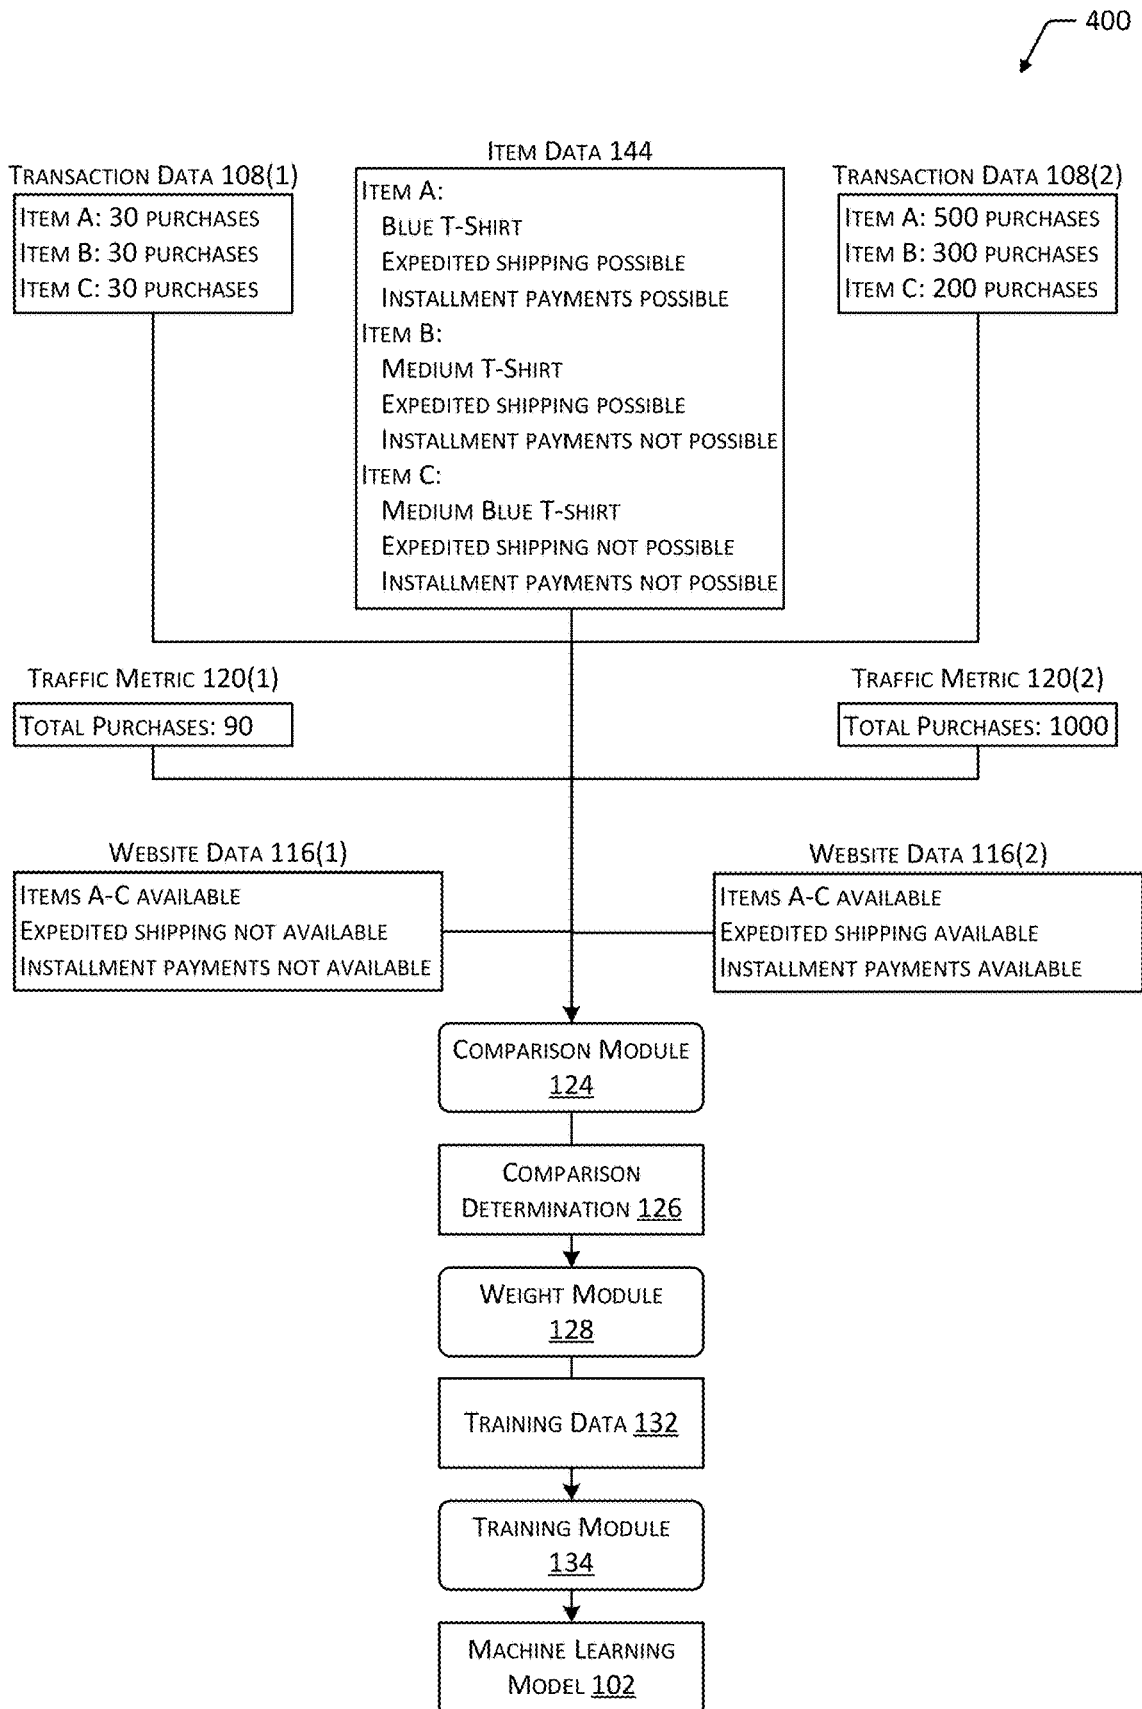 400
ITEM DATA 144
ITEM A:
BLUE T-SHIRT
EXPEDITED SHIPPING POSSIBLE
INSTALLMENT PAYMENTS POSSIBLE
ITEM B:
MEDIUM T-SHIRT
EXPEDITED SHIPPING POSSIBLE
INSTALLMENT PAYMENTS NOT POSSIBLE
ITEM C:
MEDIUM BLUE T-SHIRT
EXPEDITED SHIPPING NOT POSSIBLE
INSTALLMENT PAYMENTS NOT POSSIBLE
TRANSACTION DATA 108(1)
ITEM A: 30 PURCHASES
ITEM B: 30 PURCHASES
ITEM C: 30 PURCHASES
TRANSACTION DATA 108(2)
ITEM A: 500 PURCHASES
ITEM B: 300 PURCHASES
ITEM C: 200 PURCHASES
TRAFFIC METRIC 120(1)
TOTAL PURCHASES: 90
TRAFFIC METRIC 120(2)
TOTAL PURCHASES: 1000
WEBSITE DATA 116(1)
ITEMS A-C AVAILABLE
EXPEDITED SHIPPING NOT AVAILABLE
INSTALLMENT PAYMENTS NOT AVAILABLE
WEBSITE DATA 116(2)
ITEMS A-C AVAILABLE
EXPEDITED SHIPPING AVAILABLE
INSTALLMENT PAYMENTS AVAILABLE
COMPARISON MODULE
124
COMPARISON
DETERMINATION 126
WEIGHT MODULE
128
TRAINING DATA 132
TRAINING MODULE
134
MACHINE LEARNING
MODEL 102